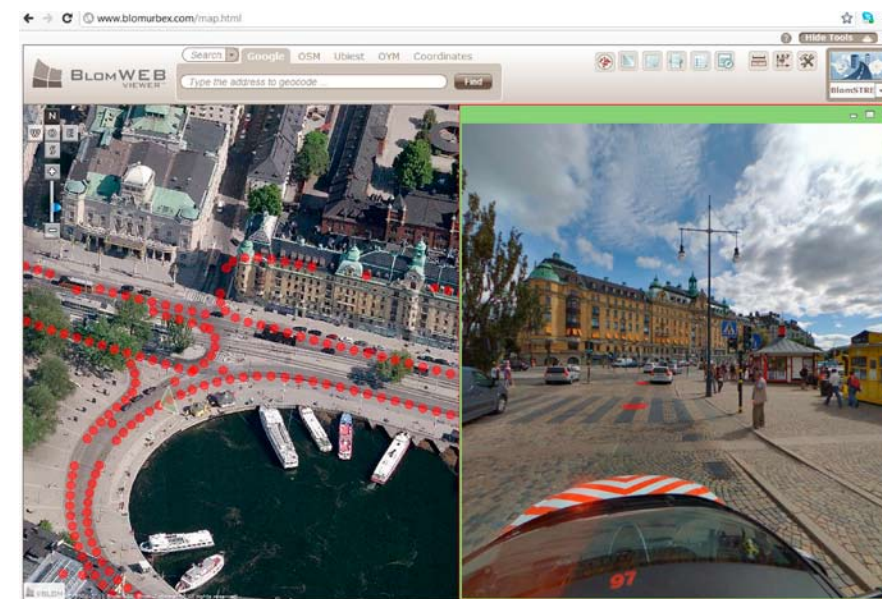 www.blomurbex.com/map.html
Hide Tools
BLOMWEB
VIEWER
Search Google OSM Ubiest OYM Coordinates
Type the address to geocode ...
Find
BlomSTRE
N
W E
S
97
BLOM